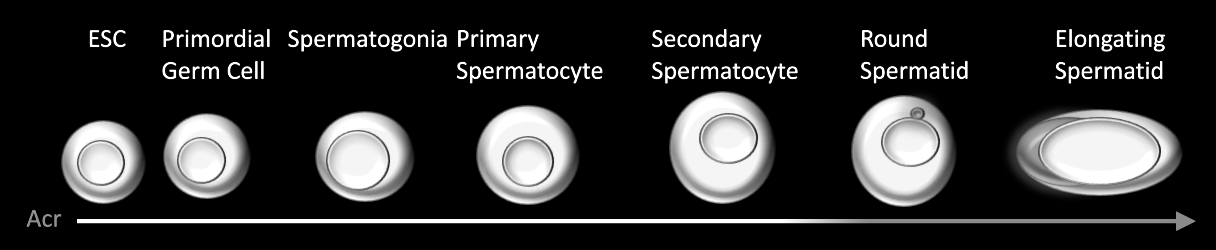 ESC
Primordial
Germ Cell
Spermatogonia
Primary
Spermatocyte
Secondary
Spermatocyte
Round
Spermatid
Elongating
Spermatid
Acr